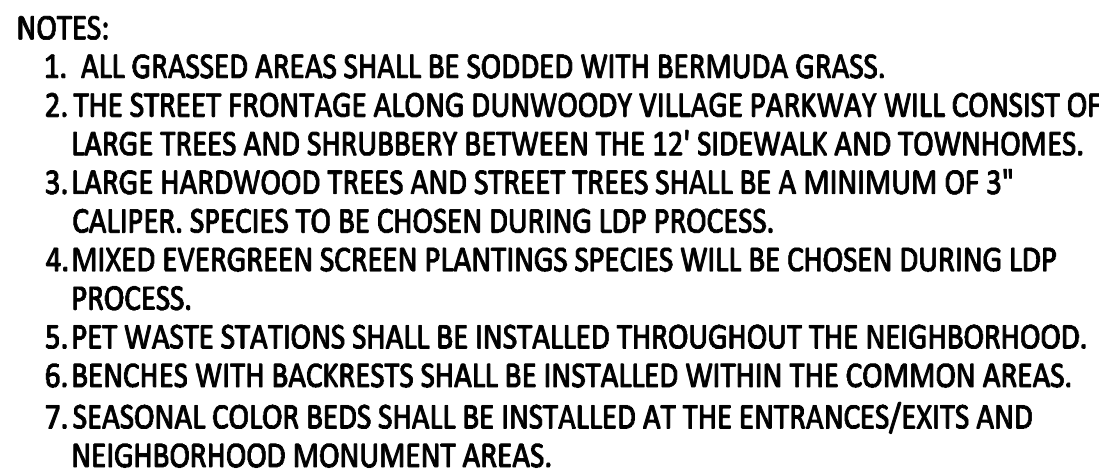 NOTES:
1. ALL GRASSED AREAS SHALL BE SODDED WITH BERMUDA GRASS.
2. THE STREET FRONTAGE ALONG DUNWOODY VILLAGE PARKWAY WILL CONSIST OF
LARGE TREES AND SHRUBBERY BETWEEN THE 12' SIDEWALK AND TOWNHOMES.
3. LARGE HARDWOOD TREES AND STREET TREES SHALL BE A MINIMUM OF 3"
CALIPER. SPECIES TO BE CHOSEN DURING LDP PROCESS.
4. MIXED EVERGREEN SCREEN PLANTINGS SPECIES WILL BE CHOSEN DURING LDP
PROCESS.
5. PET WASTE STATIONS SHALL BE INSTALLED THROUGHOUT THE NEIGHBORHOOD.
6. BENCHES WITH BACKRESTS SHALL BE INSTALLED WITHIN THE COMMON AREAS.
7. SEASONAL COLOR BEDS SHALL BE INSTALLED AT THE ENTRANCES/EXITS AND
NEIGHBORHOOD MONUMENT AREAS.